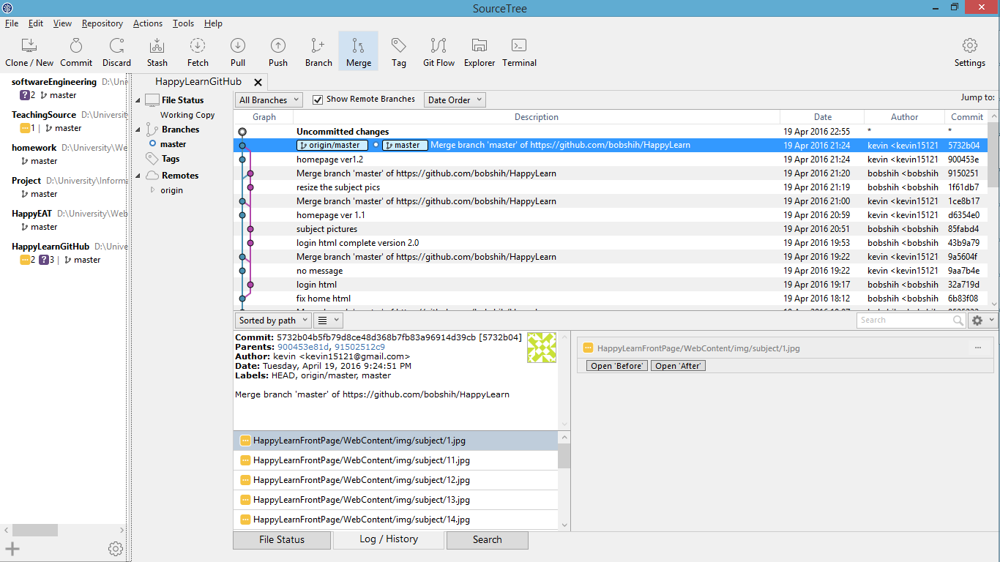 SourceTree
File Edit View Repository Actions Tools Help
Clone / New Commit Discard Stash Fetch Pull Push Branch Merge Tag Git Flow Explorer Terminal Settings
softwareEngineering D:\Uni
2 master
TeachingSource D:\Universit
1 | master
homework D:\University\Web
master
Project D:\University\Inform
master
HappyEAT D:\University\Web
master
HappyLearnGitHub D:\Unive
2 3 | master
HappyLearnGitHub
File Status
Working Copy
Branches
master
Tags
Remotes
origin
All Branches Show Remote Branches Date Order Jump to:
Graph Description Date Author Commit
Uncommitted changes 19 Apr 2016 22:55 * *
origin/master master Merge branch 'master' of https://github.com/bobshih/HappyLearn 19 Apr 2016 21:24 kevin <kevin15121 5732b04
homepage ver1.2 19 Apr 2016 21:24 kevin <kevin15121 900453e
Merge branch 'master' of https://github.com/bobshih/HappyLearn 19 Apr 2016 21:20 bobshih <bobshih 9150251
resize the subject pics 19 Apr 2016 21:19 bobshih <bobshih 1f61db7
Merge branch 'master' of https://github.com/bobshih/HappyLearn 19 Apr 2016 21:00 kevin <kevin15121 1ce8b17
homepage ver 1.1 19 Apr 2016 20:59 kevin <kevin15121 d6354e0
subject pictures 19 Apr 2016 20:51 bobshih <bobshih 85fabd4
login html complete version 2.0 19 Apr 2016 19:53 bobshih <bobshih 43b9a79
Merge branch 'master' of https://github.com/bobshih/HappyLearn 19 Apr 2016 19:22 kevin <kevin15121 9a5604f
no message 19 Apr 2016 19:22 kevin <kevin15121 9aa7b4e
login html 19 Apr 2016 19:17 bobshih <bobshih 32a719d
fix home html 19 Apr 2016 18:12 bobshih <bobshih 6b83f08
Sorted by path Search
Commit: 5732b04b5fb79d8ce48d368b7fb83a96914d39cb [5732b04]
Parents: 900453e81d, 91502512c9
Author: kevin <kevin15121@gmail.com>
Date: Tuesday, April 19, 2016 9:24:51 PM
Labels: HEAD, origin/master, master
Merge branch 'master' of https://github.com/bobshih/HappyLearn
HappyLearnFrontPage/WebContent/img/subject/1.jpg
HappyLearnFrontPage/WebContent/img/subject/11.jpg
HappyLearnFrontPage/WebContent/img/subject/12.jpg
HappyLearnFrontPage/WebContent/img/subject/13.jpg
HappyLearnFrontPage/WebContent/img/subject/14.jpg
HappyLearnFrontPage/WebContent/img/subject/1.jpg
Open 'Before' Open 'After'
File Status Log / History Search